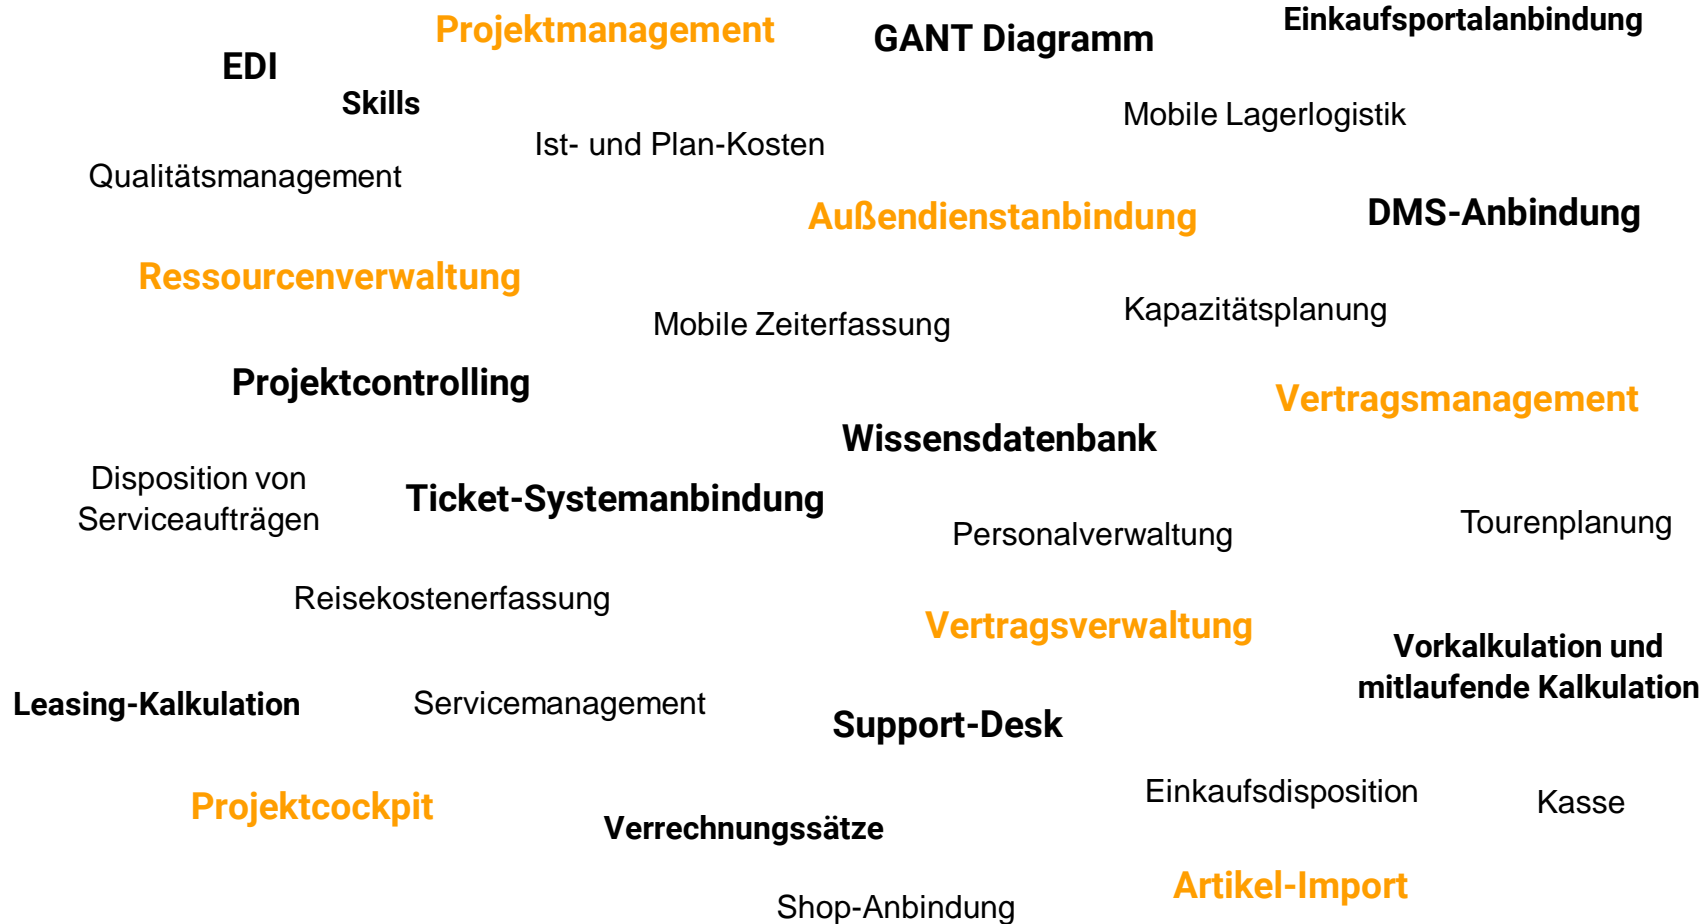 Projektmanagement
GANT Diagramm
Einkaufsportalanbindung
EDI
Skills
Mobile Lagerlogistik
Ist- und Plan-Kosten
Qualitätsmanagement
Außendienstanbindung
DMS-Anbindung
Ressourcenverwaltung
Mobile Zeiterfassung
Kapazitätsplanung
Projektcontrolling
Vertragsmanagement
Wissensdatenbank
Disposition von
Serviceaufträgen
Ticket-Systemanbindung
Personalverwaltung
Tourenplanung
Reisekostenerfassung
Vertragsverwaltung
Vorkalkulation und
mitlaufende Kalkulation
Leasing-Kalkulation
Servicemanagement
Support-Desk
Projektcockpit
Verrechnungssätze
Einkaufsdisposition
Kasse
Artikel-Import
Shop-Anbindung